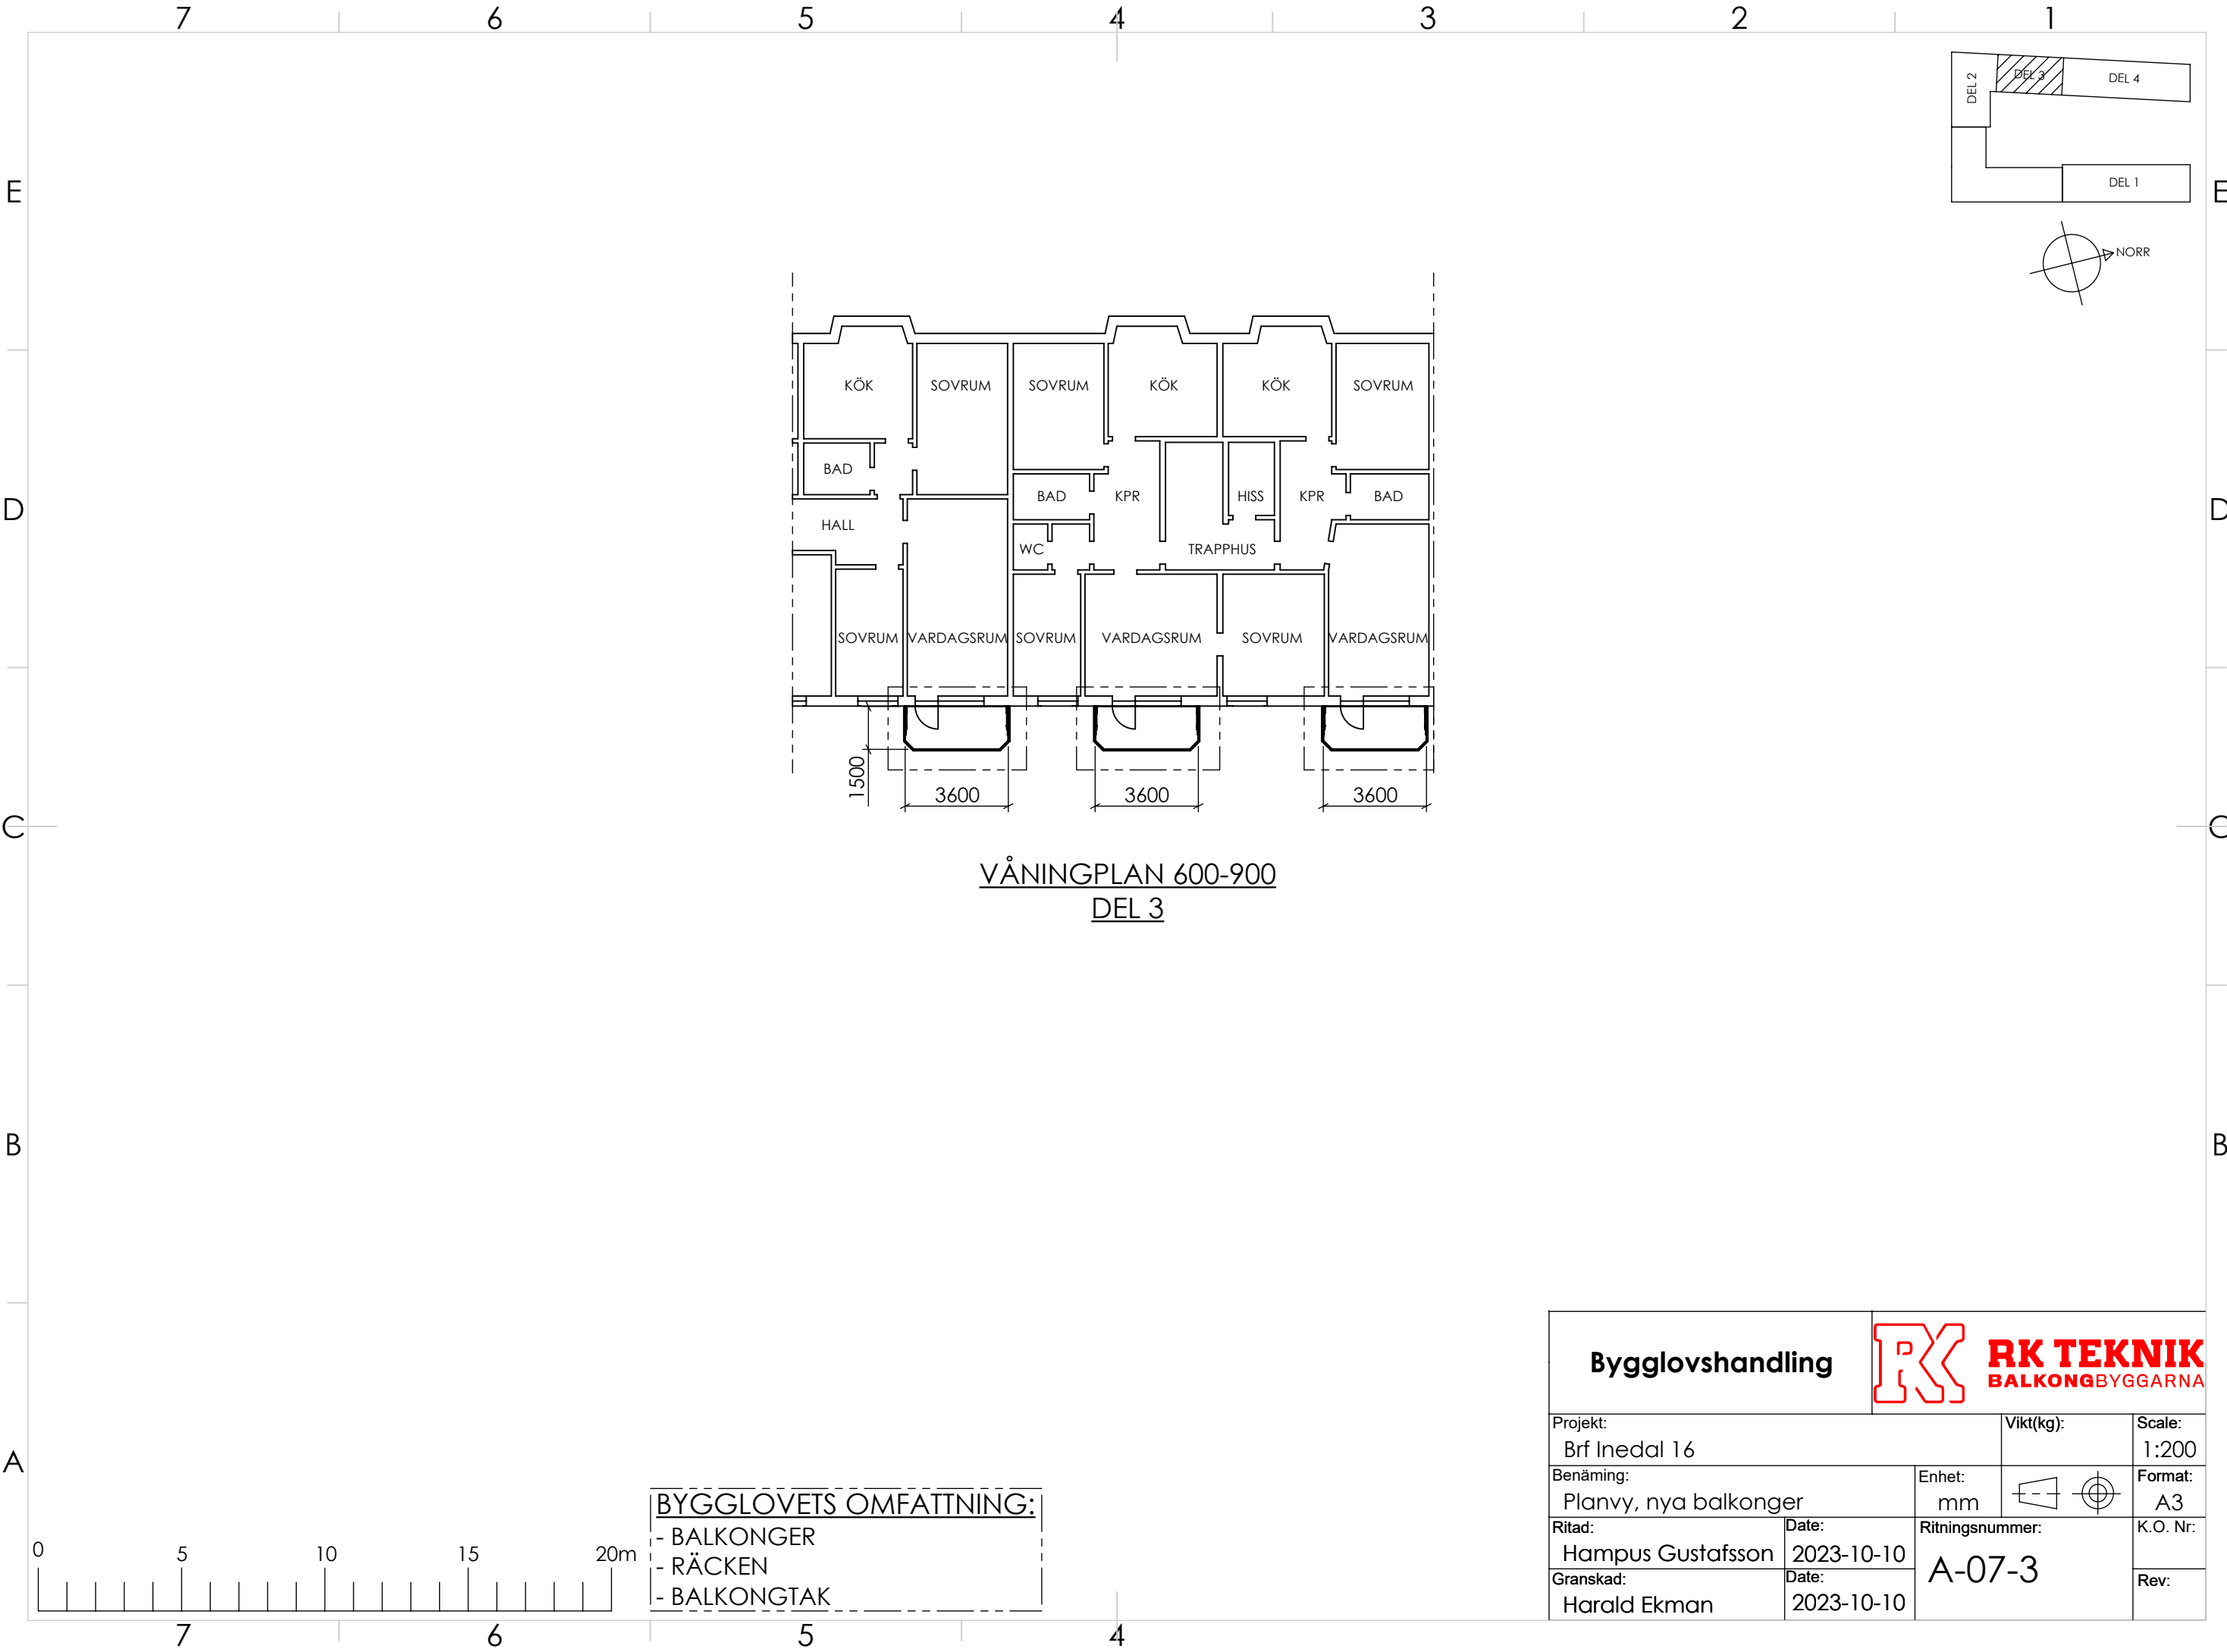 7 6 5 4 3 2 1
DEL 2
DEL 3
DEL 4
DEL 1
E E
NORR
KÖK SOVRUM SOVRUM KÖK KÖK SOVRUM
BAD
BAD KPR HISS KPR BAD
D D
HALL
WC TRAPPHUS
SOVRUM VARDAGSRUM SOVRUM VARDAGSRUM SOVRUM VARDAGSRUM
1500
3600 3600 3600
C C
VÅNINGPLAN 600-900
DEL 3
B B
Bygglovshandling
RK
RK TEKNIK
BALKONGBYGGARNA
Projekt: Vikt(kg): Scale:
Brf Inedal 16 1:200
Benäming: Enhet: Format:
Planvy, nya balkonger mm A3
Ritad: Date: Ritningsnummer: K.O. Nr:
Hampus Gustafsson 2023-10-10
A-07-3
Granskad: Date: Rev:
Harald Ekman 2023-10-10
A
BYGGLOVETS OMFATTNING:
- BALKONGER
- RÄCKEN
- BALKONGTAK
0 5 10 15 20m
7 6 5 4